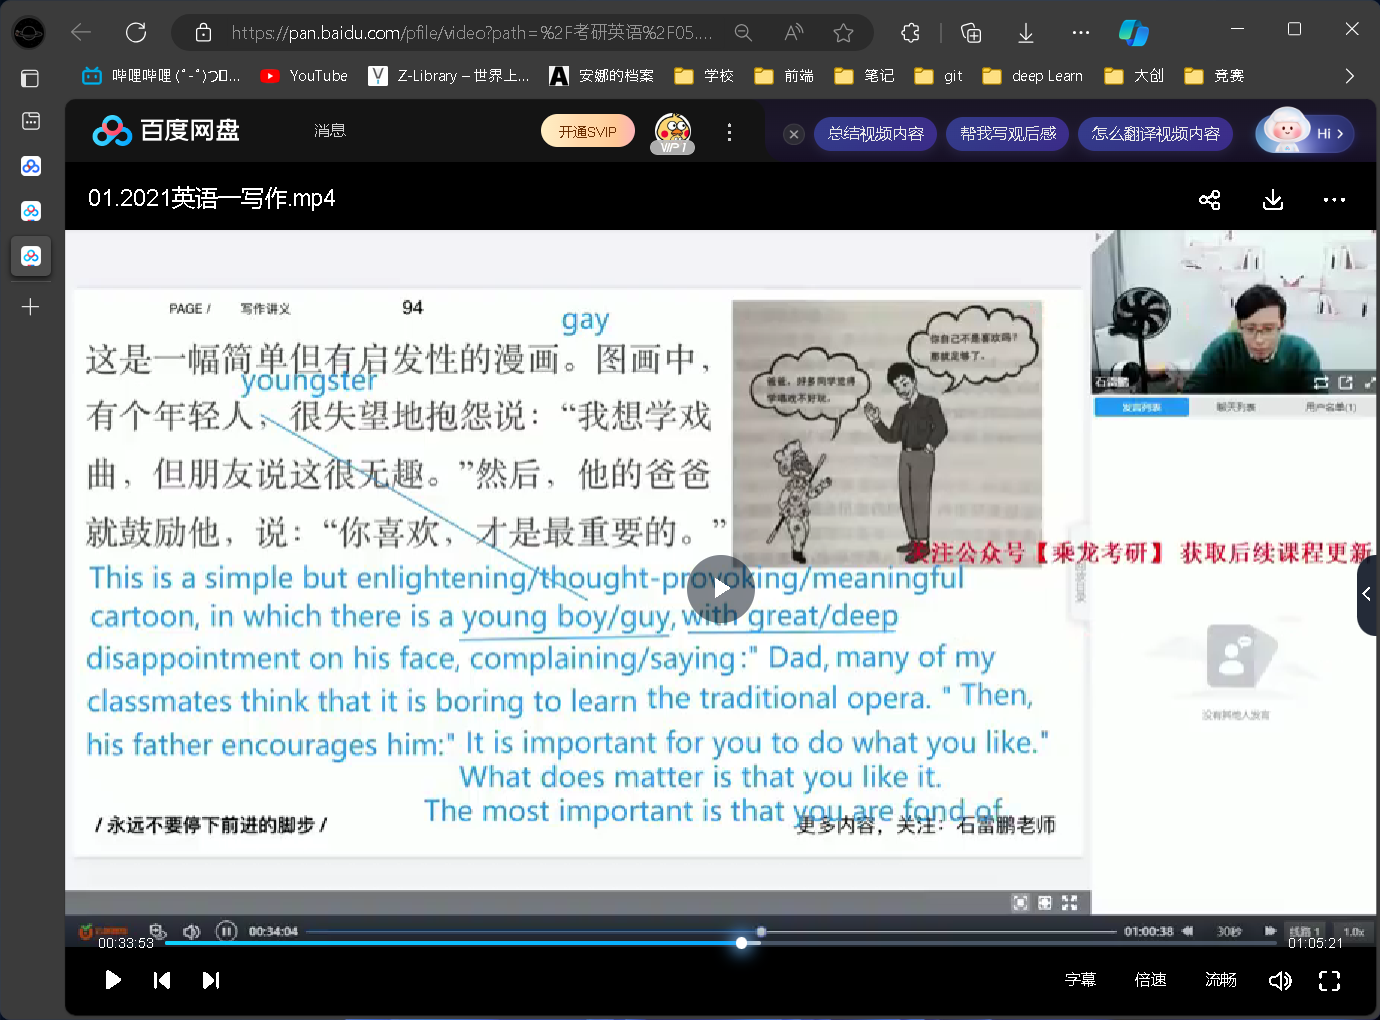 https://pan.baidu.com/pfile/video?path=%2F考研英语%2F05...
哔哩哔哩 (゜-゜)つ...
YouTube
Z-Library – 世界上...
安娜的档案
学校
前端
笔记
git
deep Learn
大创
竞赛
百度网盘
消息
开通SVIP
VIP 1
总结视频内容
帮我写观后感
怎么翻译视频内容
Hi
01.2021英语一写作.mp4
PAGE / 写作讲义 94
gay
这是一幅简单但有启发性的漫画。图画中，
youngster
有个年轻人，很失望地抱怨说：“我想学戏
曲，但朋友说这很无趣。”然后，他的爸爸
就鼓励他，说：“你喜欢，才是最重要的。”
你自己不是喜欢吗？
那就足够了。
爸爸，好多同学觉得
学唱戏不好玩。
This is a simple but enlightening/thought-provoking/meaningful
cartoon, in which there is a young boy/guy, with great/deep
disappointment on his face, complaining/saying:" Dad, many of my
classmates think that it is boring to learn the traditional opera. " Then,
his father encourages him:" It is important for you to do what you like."
What does matter is that you like it.
The most important is that you are fond of
/ 永远不要停下前进的脚步 /
更多内容，关注：石雷鹏老师
石雷鹏
发言列表
聊天列表
用户名单(1)
关注公众号【乘龙考研】 获取后续课程更新
没有其他人发言
00:34:04
01:00:38
30秒
线路 1
1.0x
00:33:53
01:05:21
字幕
倍速
流畅